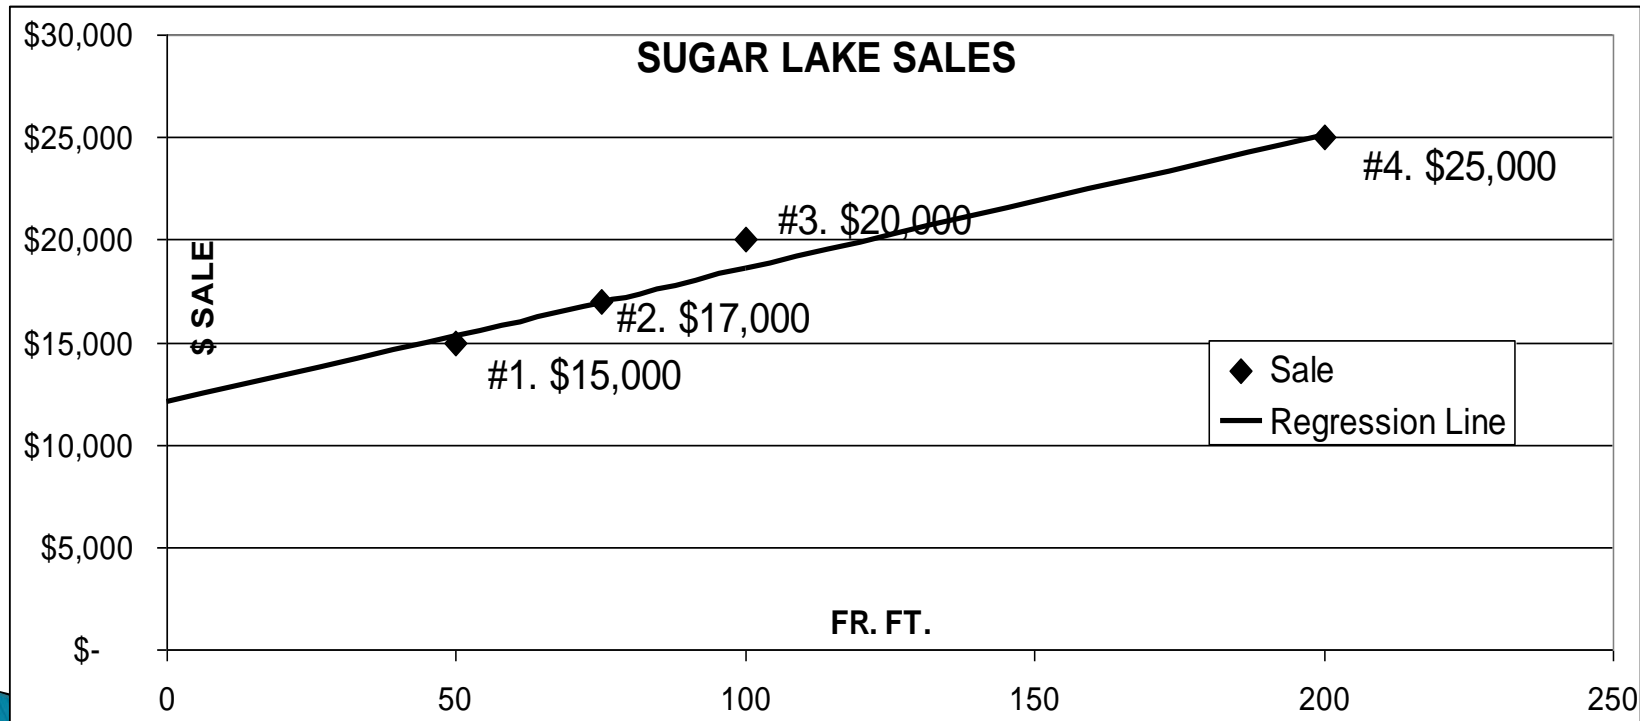 SUGAR LAKE SALES
$30,000
$25,000
$20,000
$15,000
$10,000
$5,000
$-
$ SALE
#1. $15,000
#2. $17,000
#3. $20,000
#4. $25,000
Sale
Regression Line
FR. FT.
0 50 100 150 200 250